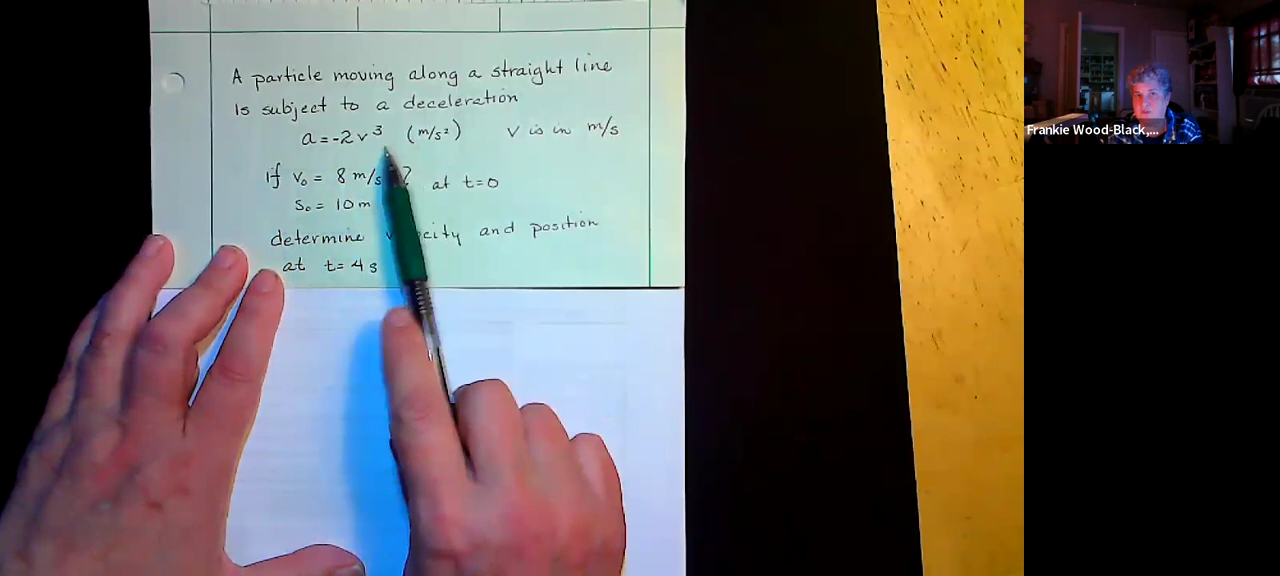 A particle moving along a straight line
is subject to a deceleration
a = -2v³ (m/s²) v is in m/s
if v₀ = 8 m/s } at t=0
s₀ = 10 m
determine and position
at t = 4 s
Frankie Wood-Black,...